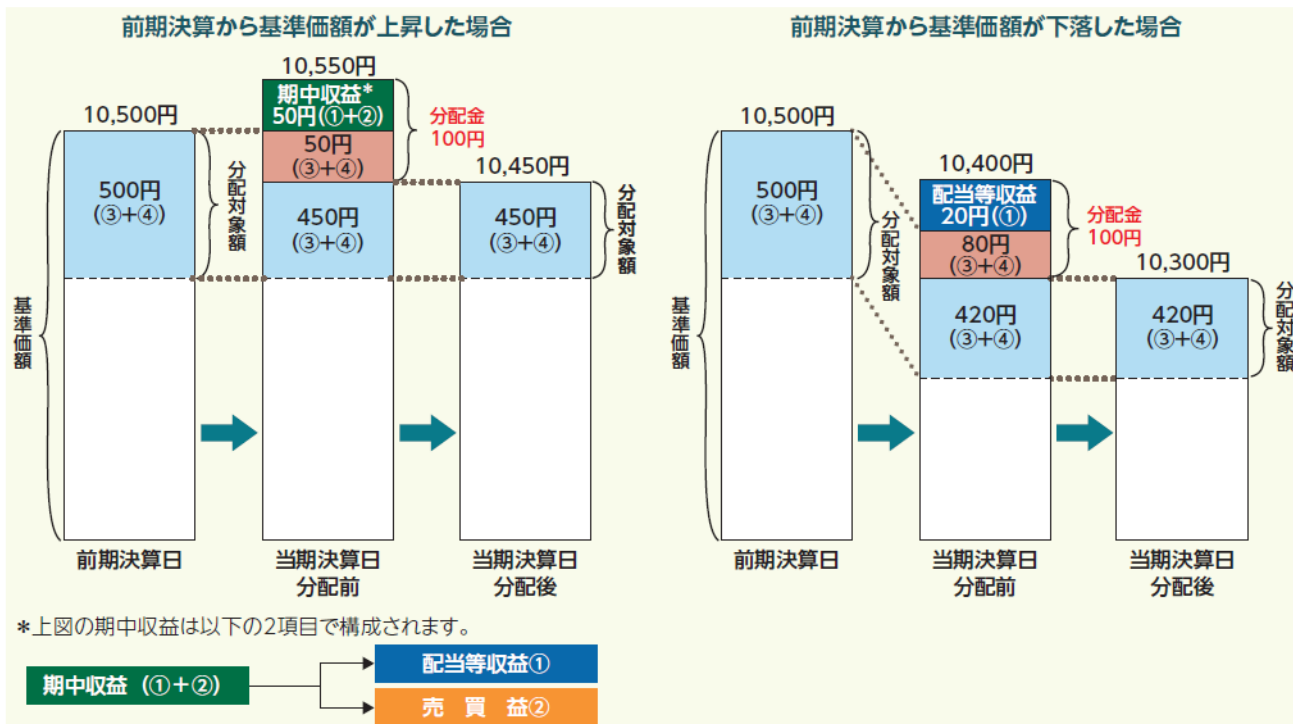 前期決算から基準価額が上昇した場合
10,500円
500円
(③+④)
分配対象額
基準価額
前期決算日
10,550円
期中収益*
50円(①+②)
50円
(③+④)
450円
(③+④)
分配金
100円
当期決算日
分配前
10,450円
450円
(③+④)
分配対象額
当期決算日
分配後
前期決算から基準価額が下落した場合
10,500円
500円
(③+④)
分配対象額
基準価額
前期決算日
10,400円
配当等収益
20円(①)
80円
(③+④)
420円
(③+④)
分配金
100円
当期決算日
分配前
10,300円
420円
(③+④)
分配対象額
当期決算日
分配後
*上図の期中収益は以下の2項目で構成されます。
期中収益 (①+②)
配当等収益①
売 買 益②